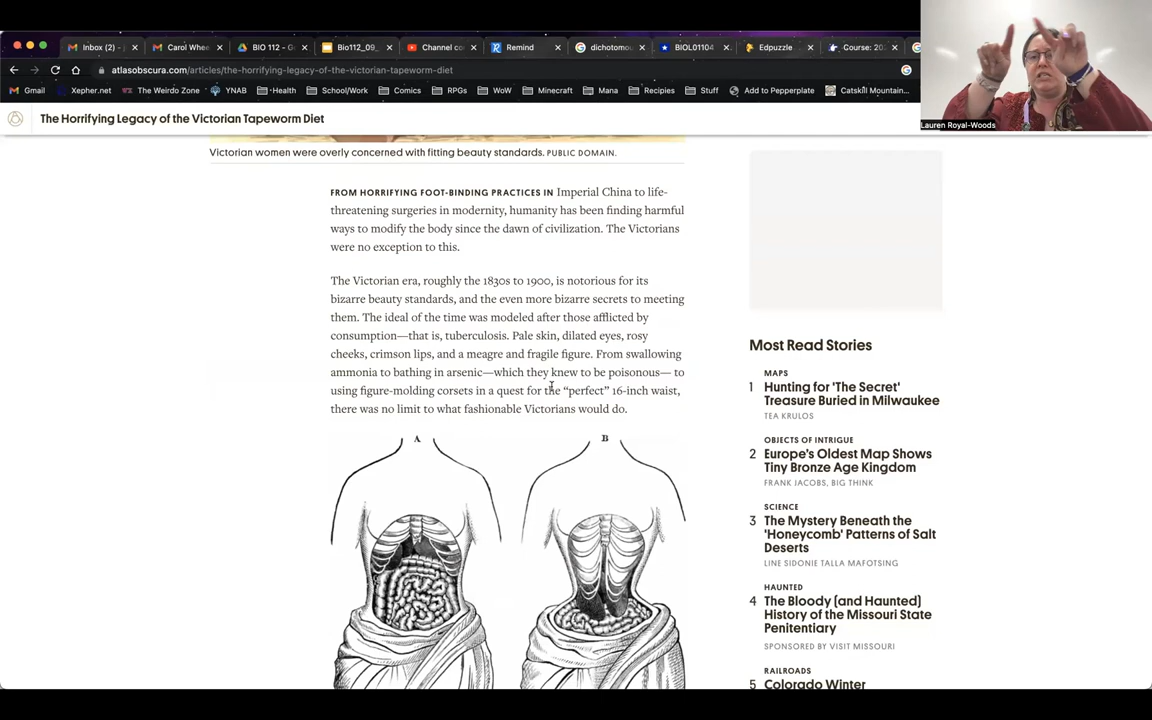 Inbox (2) -
Carol Whee
BIO 112 - G
Bio112_09_
Channel co
Remind
dichotomou
BIOL01104
Edpuzzle
Course: 20
atlasobscura.com/articles/the-horrifying-legacy-of-the-victorian-tapeworm-diet
Gmail
Xepher.net
The Weirdo Zone
YNAB
Health
School/Work
Comics
RPGs
WoW
Minecraft
Mana
Recipies
Stuff
Add to Pepperplate
Catskill Mountain...
Lauren Royal-Woods
The Horrifying Legacy of the Victorian Tapeworm Diet
Victorian women were overly concerned with fitting beauty standards. PUBLIC DOMAIN.
FROM HORRIFYING FOOT-BINDING PRACTICES IN Imperial China to life-
threatening surgeries in modernity, humanity has been finding harmful
ways to modify the body since the dawn of civilization. The Victorians
were no exception to this.
The Victorian era, roughly the 1830s to 1900, is notorious for its
bizarre beauty standards, and the even more bizarre secrets to meeting
them. The ideal of the time was modeled after those afflicted by
consumption—that is, tuberculosis. Pale skin, dilated eyes, rosy
cheeks, crimson lips, and a meagre and fragile figure. From swallowing
ammonia to bathing in arsenic—which they knew to be poisonous— to
using figure-molding corsets in a quest for the “perfect” 16-inch waist,
there was no limit to what fashionable Victorians would do.
A
B
Most Read Stories
MAPS
1 Hunting for 'The Secret'
Treasure Buried in Milwaukee
TEA KRULOS
OBJECTS OF INTRIGUE
2 Europe's Oldest Map Shows
Tiny Bronze Age Kingdom
FRANK JACOBS, BIG THINK
SCIENCE
3 The Mystery Beneath the
'Honeycomb' Patterns of Salt
Deserts
LINE SIDONIE TALLA MAFOTSING
HAUNTED
4 The Bloody (and Haunted)
History of the Missouri State
Penitentiary
SPONSORED BY VISIT MISSOURI
RAILROADS
5 Colorado Winter